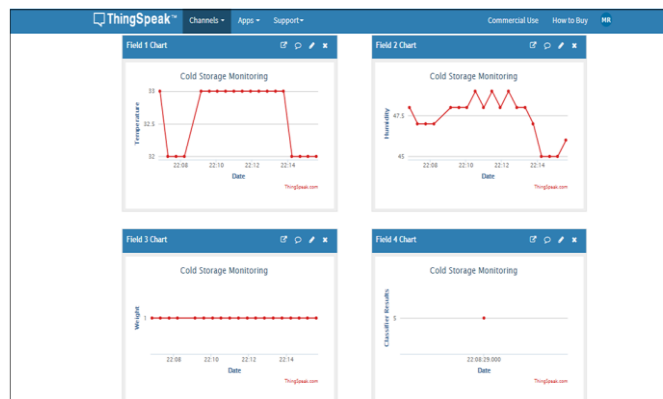 ThingSpeak™ Channels Apps Support Commercial Use How to Buy MR
Field 1 Chart
Cold Storage Monitoring
Temperature
33
32.5
32
22:08 22:10 22:12 22:14
Date
ThingSpeak.com
Field 2 Chart
Cold Storage Monitoring
Humidity
47.5
45
22:08 22:10 22:12 22:14
Date
ThingSpeak.com
Field 3 Chart
Cold Storage Monitoring
Weight
1
22:08 22:10 22:12 22:14
Date
ThingSpeak.com
Field 4 Chart
Cold Storage Monitoring
Classifier Results
5
22:08:29.000
Date
ThingSpeak.com